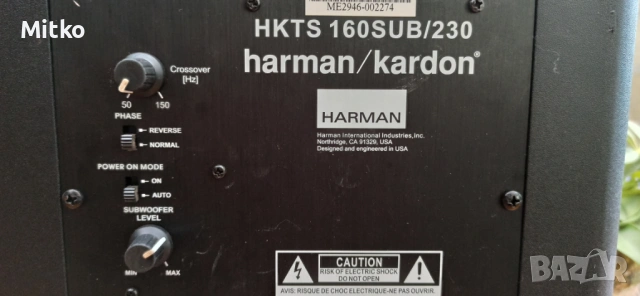 Mitko
ME2946-002274
HKTS 160SUB/230
harman/kardon®
Crossover
[Hz]
50 150
PHASE
REVERSE
NORMAL
HARMAN
Harman International Industries, Inc.
Northridge, CA 91329, USA
Designed and engineered in USA
POWER ON MODE
ON
AUTO
SUBWOOFER
LEVEL
MIN MAX
CAUTION
RISK OF ELECTRIC SHOCK
DO NOT OPEN
AVIS: RISQUE DE CHOC ELECTRIQUE-NE PAS OUVRIR.
BAZAR